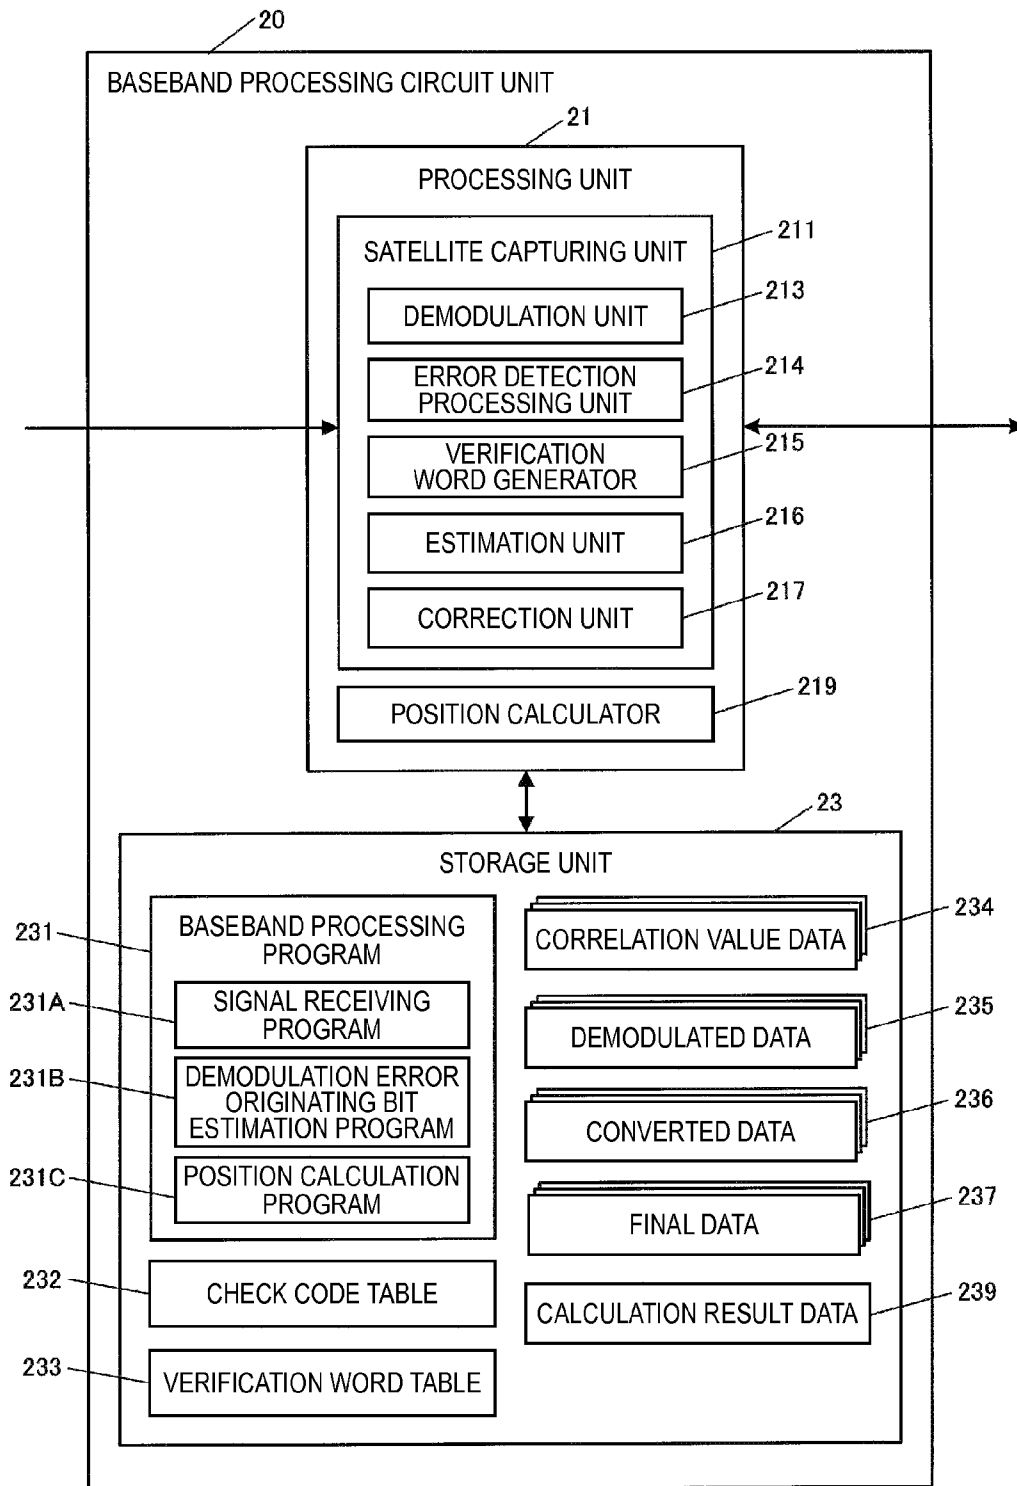 20
BASEBAND PROCESSING CIRCUIT UNIT
21
PROCESSING UNIT
211
SATELLITE CAPTURING UNIT
213
DEMODULATION UNIT
214
ERROR DETECTION
PROCESSING UNIT
215
VERIFICATION
WORD GENERATOR
216
ESTIMATION UNIT
217
CORRECTION UNIT
219
POSITION CALCULATOR
23
STORAGE UNIT
231
BASEBAND PROCESSING
PROGRAM
231A
SIGNAL RECEIVING
PROGRAM
231B
DEMODULATION ERROR
ORIGINATING BIT
ESTIMATION PROGRAM
231C
POSITION CALCULATION
PROGRAM
232
CHECK CODE TABLE
233
VERIFICATION WORD TABLE
234
CORRELATION VALUE DATA
235
DEMODULATED DATA
236
CONVERTED DATA
237
FINAL DATA
239
CALCULATION RESULT DATA